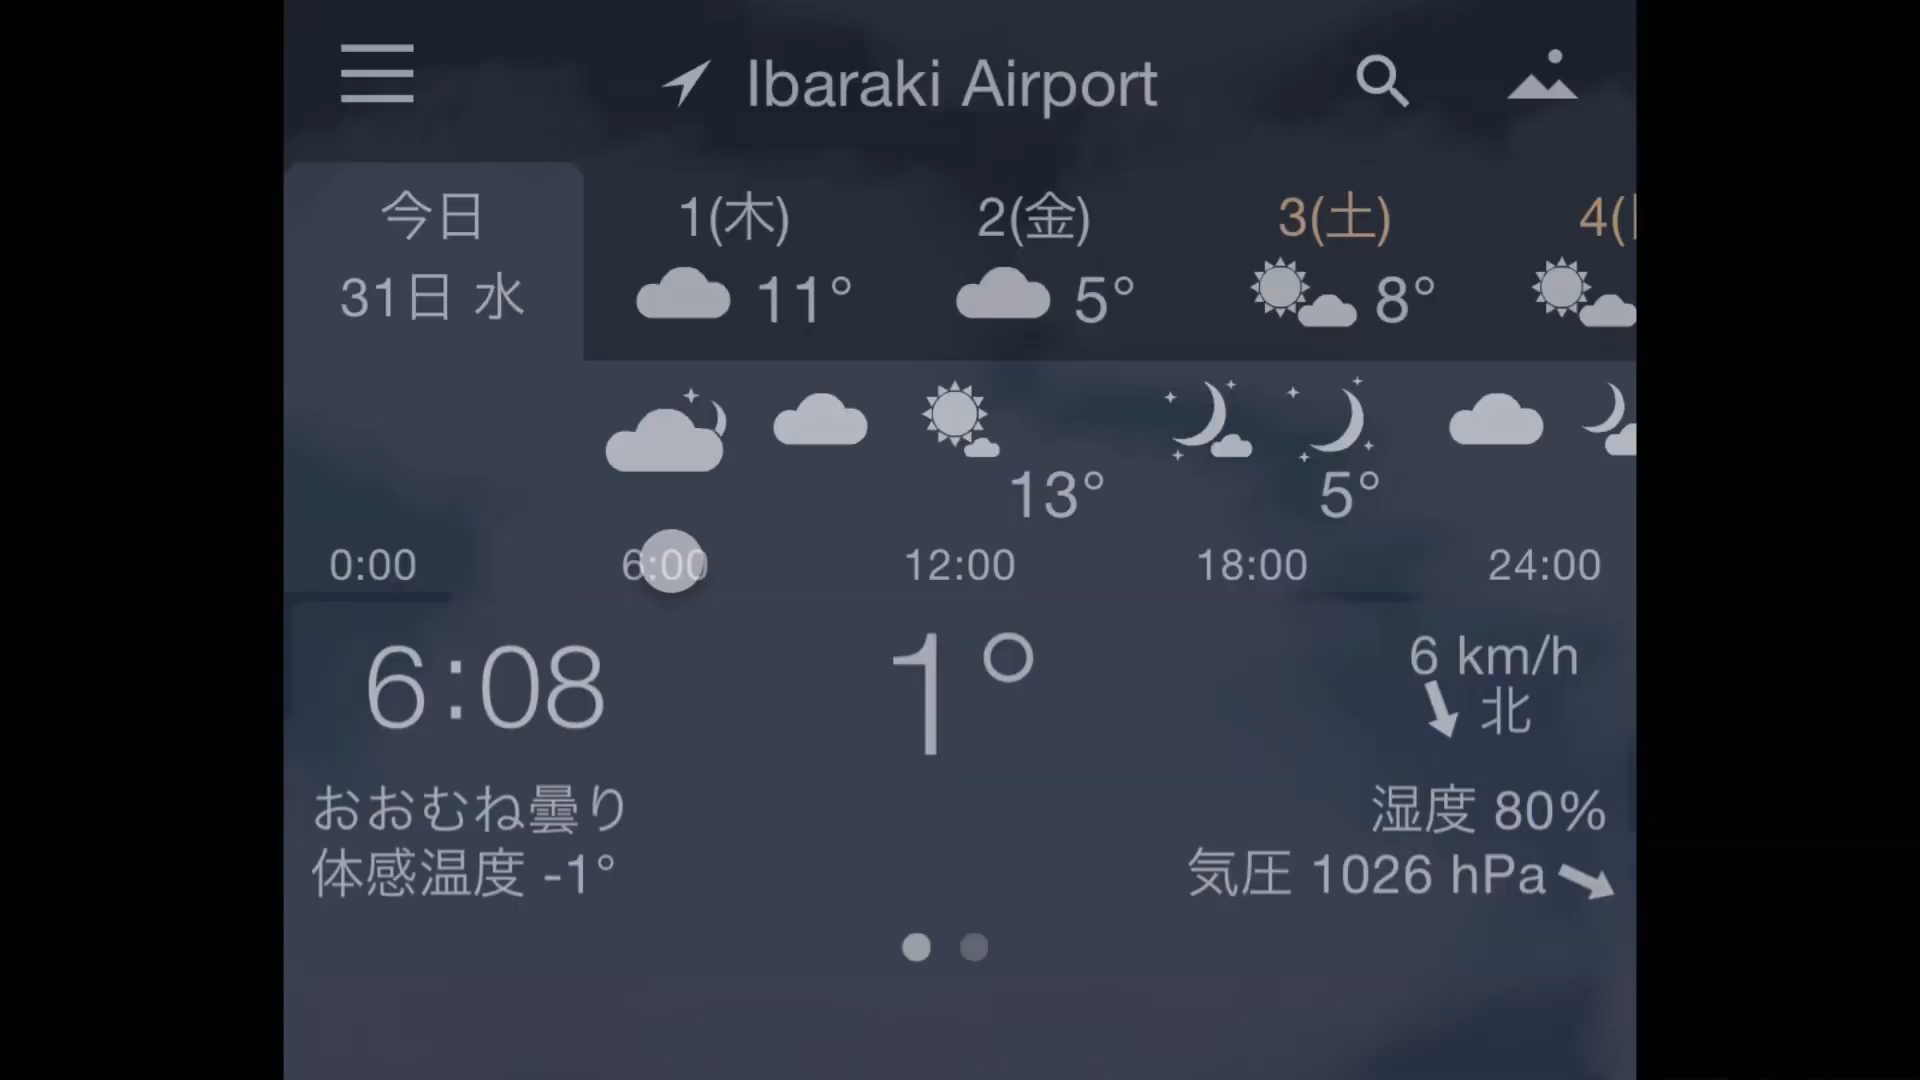 Ibaraki Airport
今日
31日 水
1(木)
11°
2(金)
5°
3(土)
8°
4(
13°
5°
0:00
6:00
12:00
18:00
24:00
6:08
1°
6 km/h
北
おおむね曇り
体感温度 -1°
湿度 80%
気圧 1026 hPa